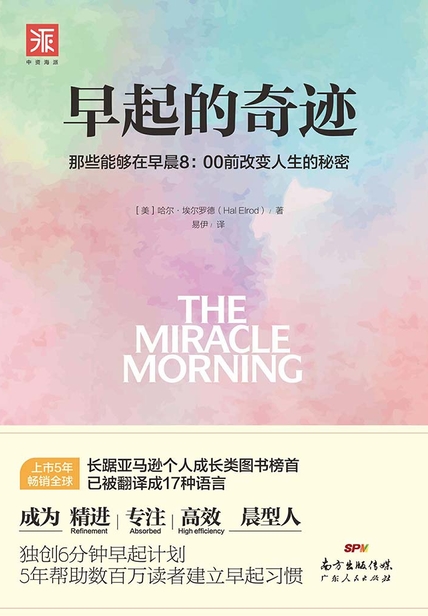 派
中资海派
早起的奇迹
那些能够在早晨8：00前改变人生的秘密
［美］哈尔·埃尔罗德（Hal Elrod）/ 著
易伊 / 译
THE
MIRACLE
MORNING
上市5年
畅销全球
长踞亚马逊个人成长类图书榜首
已被翻译成17种语言
成为 精进 | 专注 | 高效 晨型人
Refinement Absorbed High efficiency
独创6分钟早起计划
5年帮助数百万读者建立早起习惯
SPM
南方出版传媒
广东人民出版社